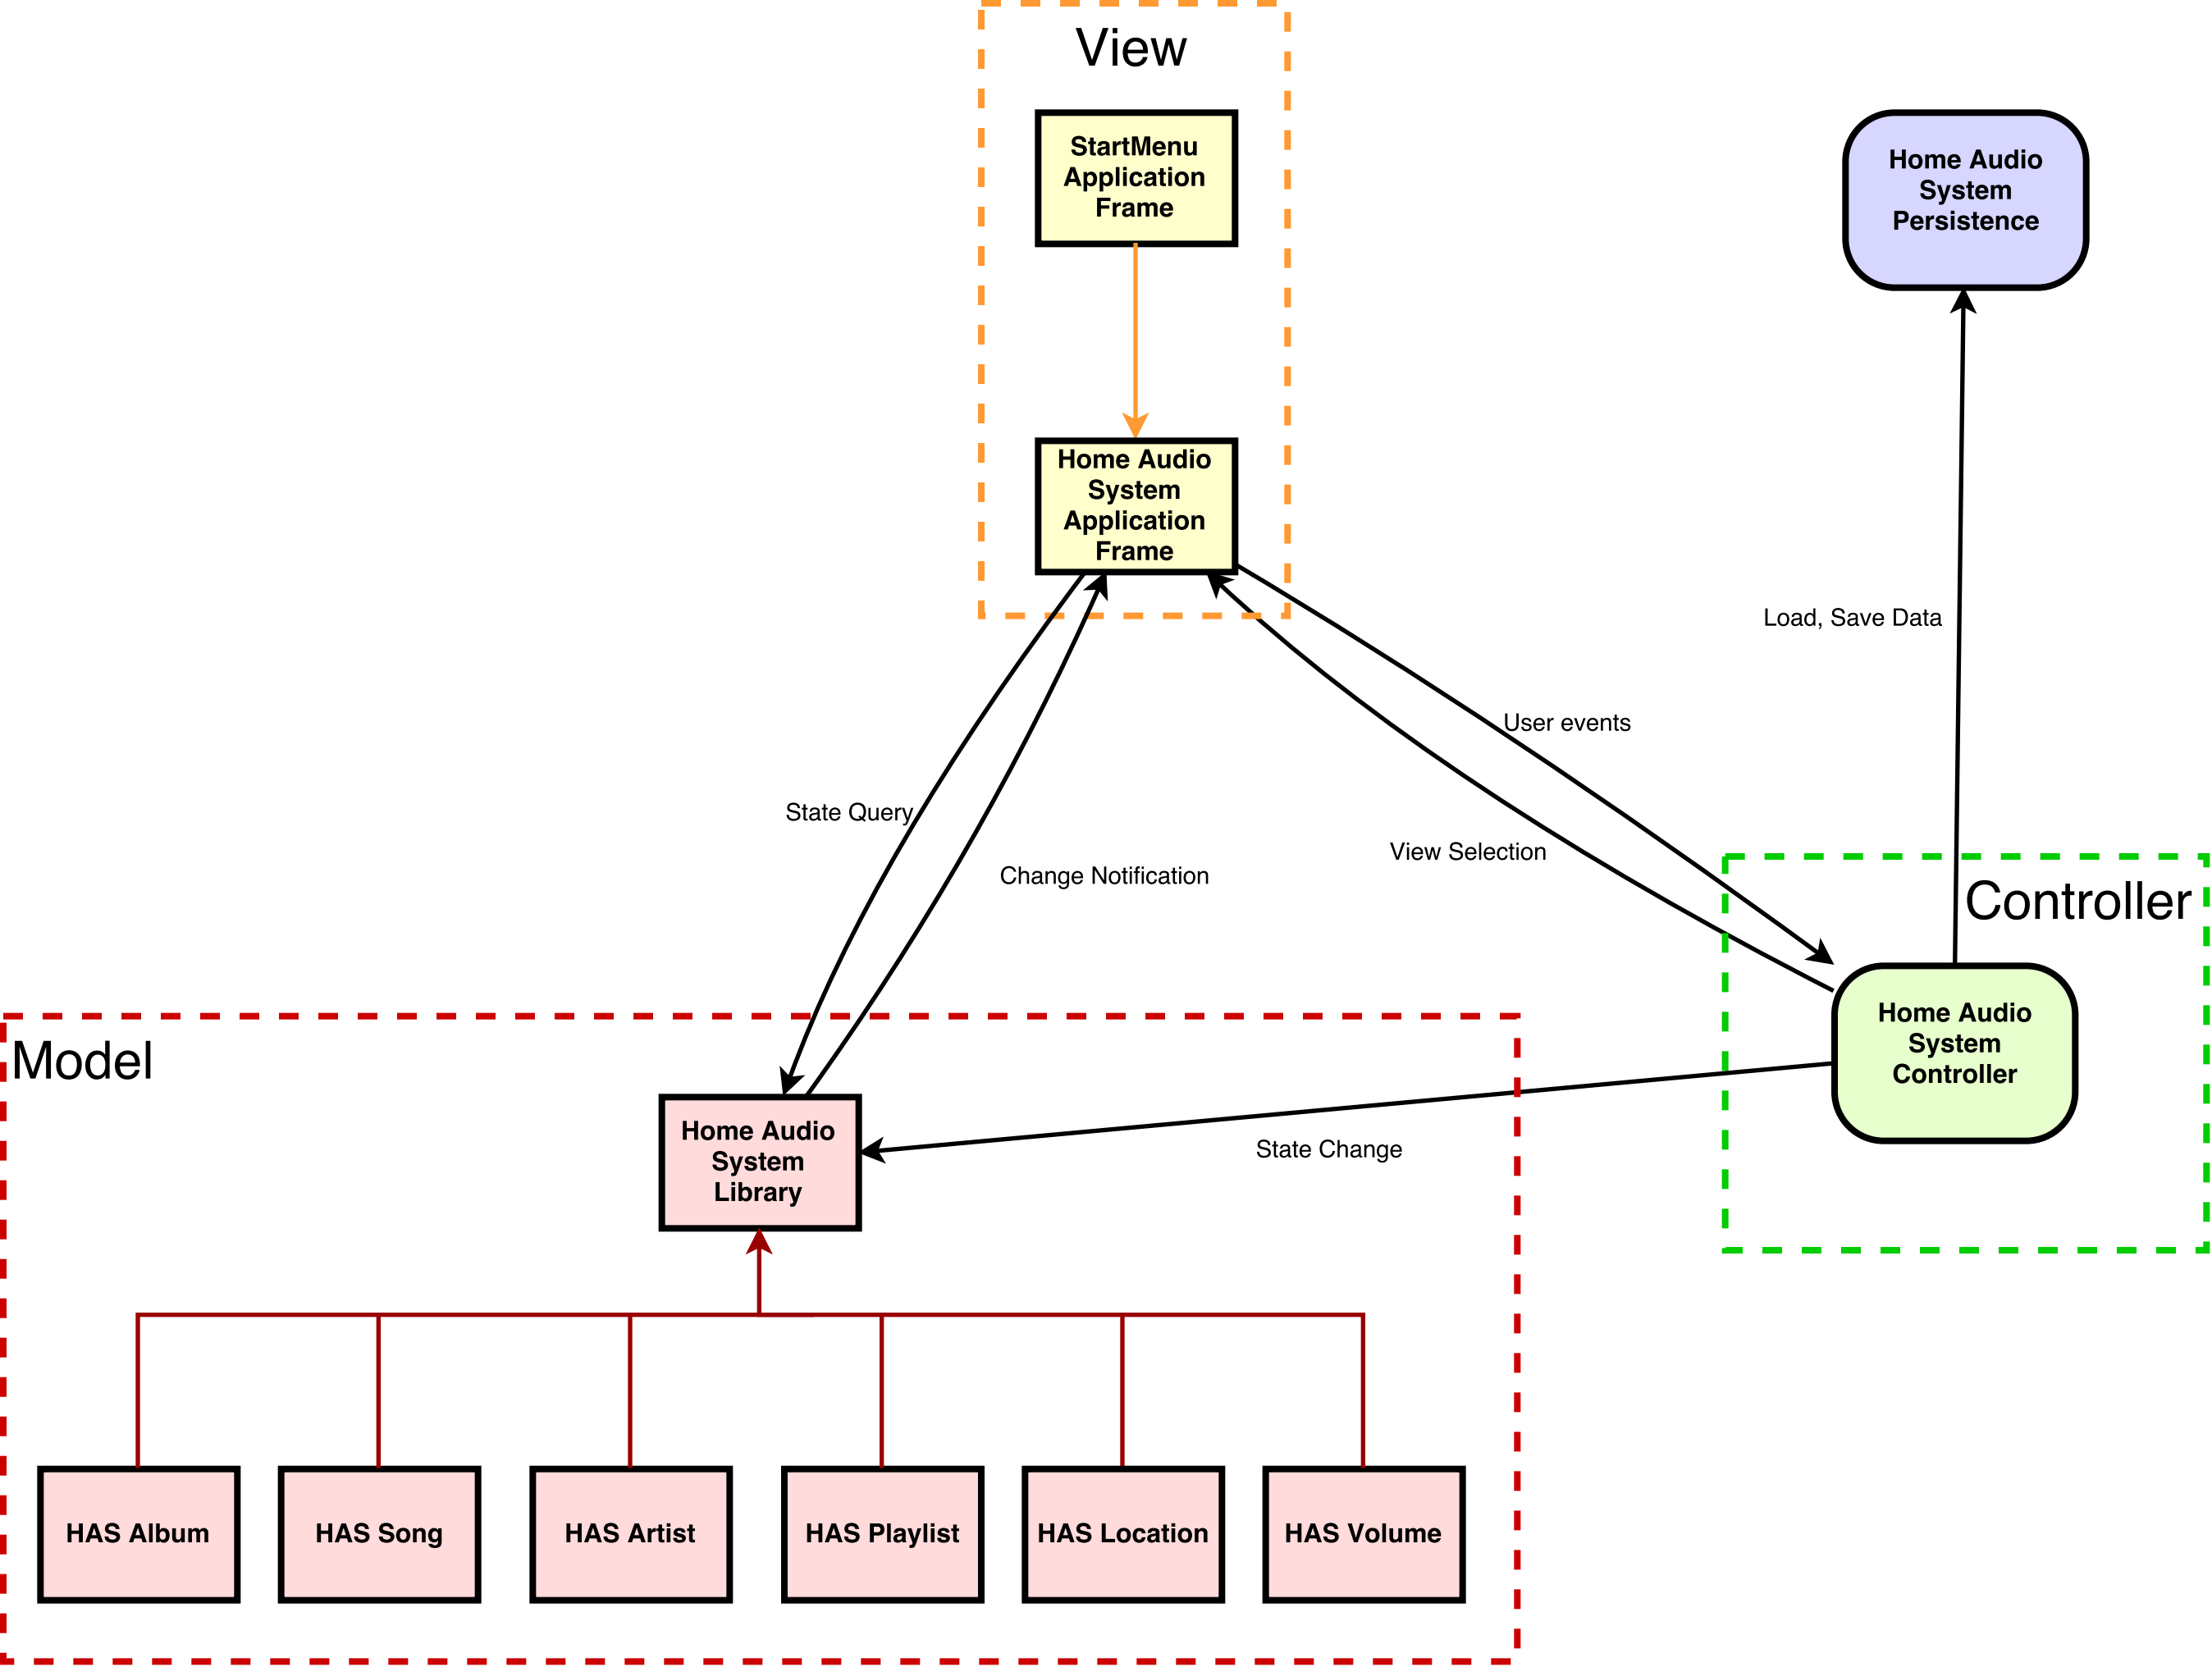 View
StartMenu
Application
Frame
Home Audio
System
Persistence
Home Audio
System
Application
Frame
Load, Save Data
User events
State Query
View Selection
Change Notification
Controller
Home Audio
System
Controller
Model
Home Audio
System
Library
State Change
HAS Album
HAS Song
HAS Artist
HAS Playlist
HAS Location
HAS Volume